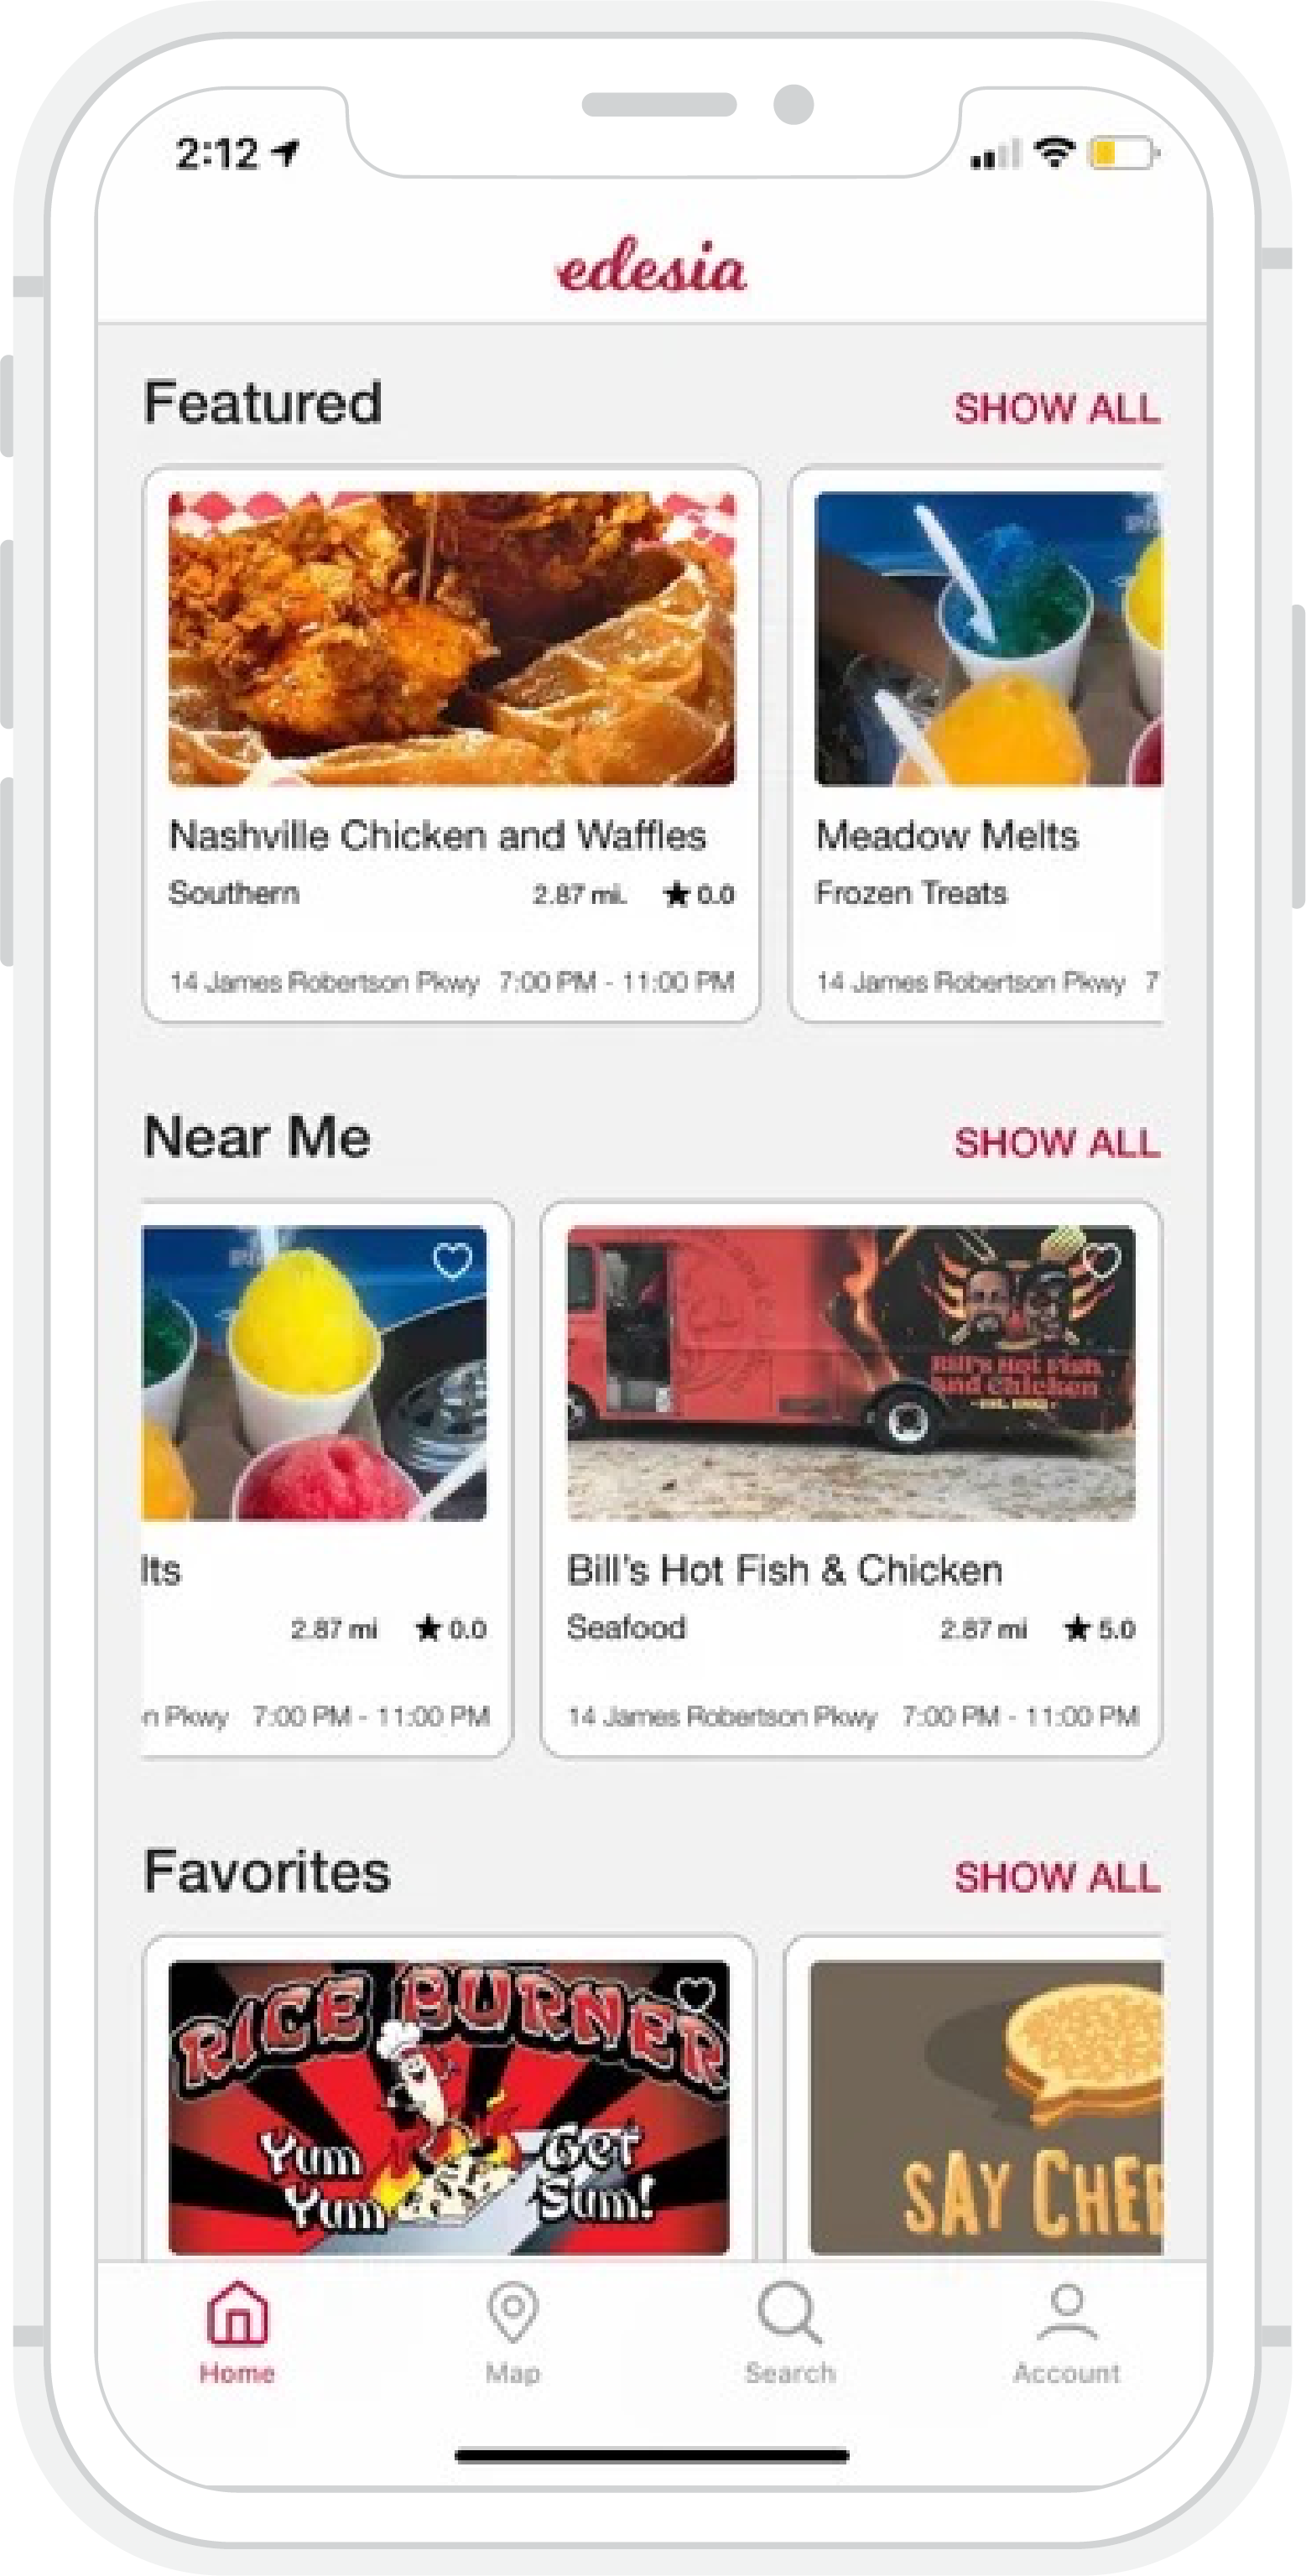 2:12
edesia
Featured SHOW ALL
Nashville Chicken and Waffles
Southern 2.87 mi. ★ 0.0
14 James Robertson Pkwy 7:00 PM - 11:00 PM
Meadow Melts
Frozen Treats
14 James Robertson Pkwy 7
Near Me SHOW ALL
lts
2.87 mi ★ 0.0
n Pkwy 7:00 PM - 11:00 PM
Bill's Hot Fish
and Chicken
Bill's Hot Fish & Chicken
Seafood 2.87 mi ★ 5.0
14 James Robertson Pkwy 7:00 PM - 11:00 PM
Favorites SHOW ALL
RICE BURNER
Yum Get
Yum Sum!
SAY CHEE
Home Map Search Account